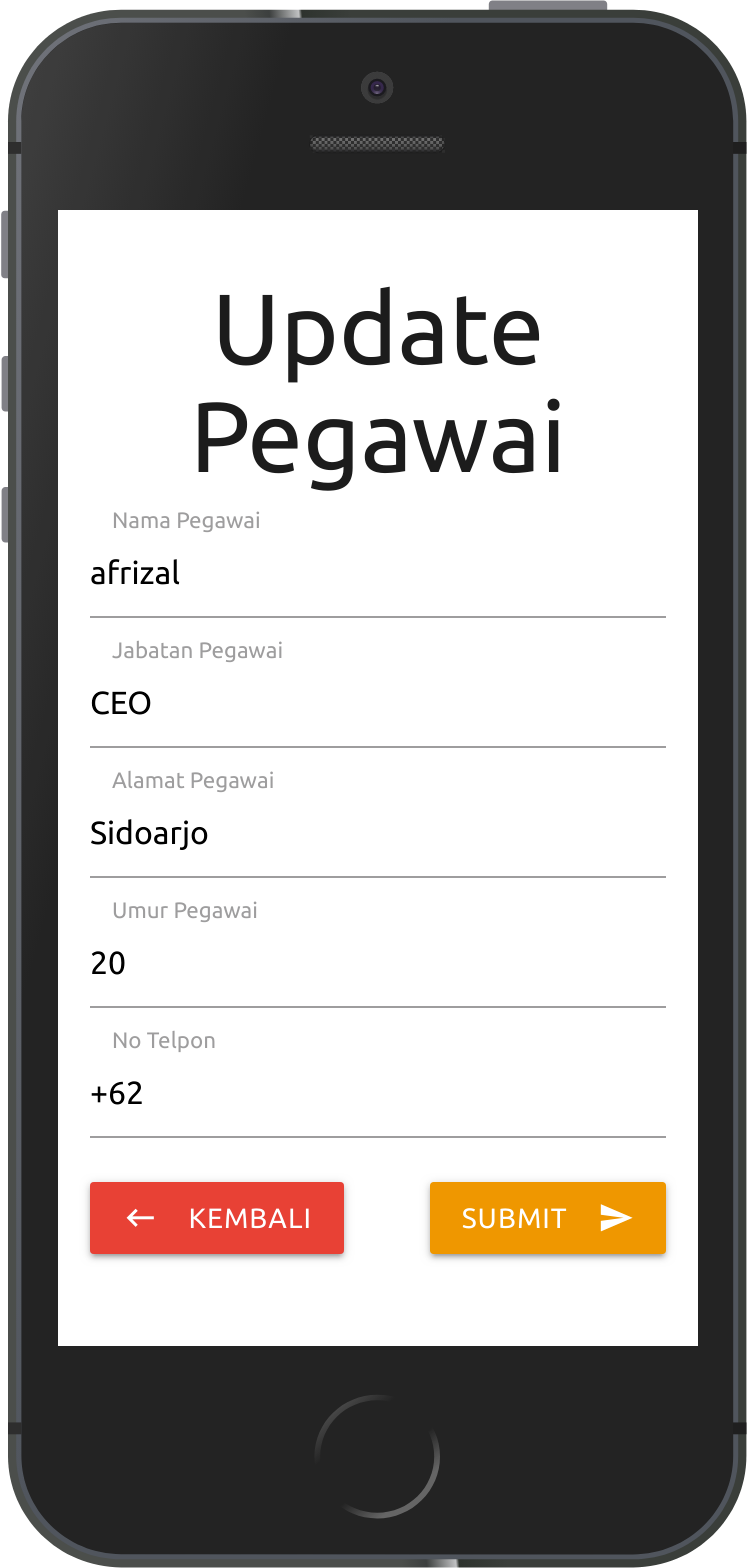 Update
Pegawai
Nama Pegawai
afrizal
Jabatan Pegawai
CEO
Alamat Pegawai
Sidoarjo
Umur Pegawai
20
No Telpon
+62
KEMBALI
SUBMIT